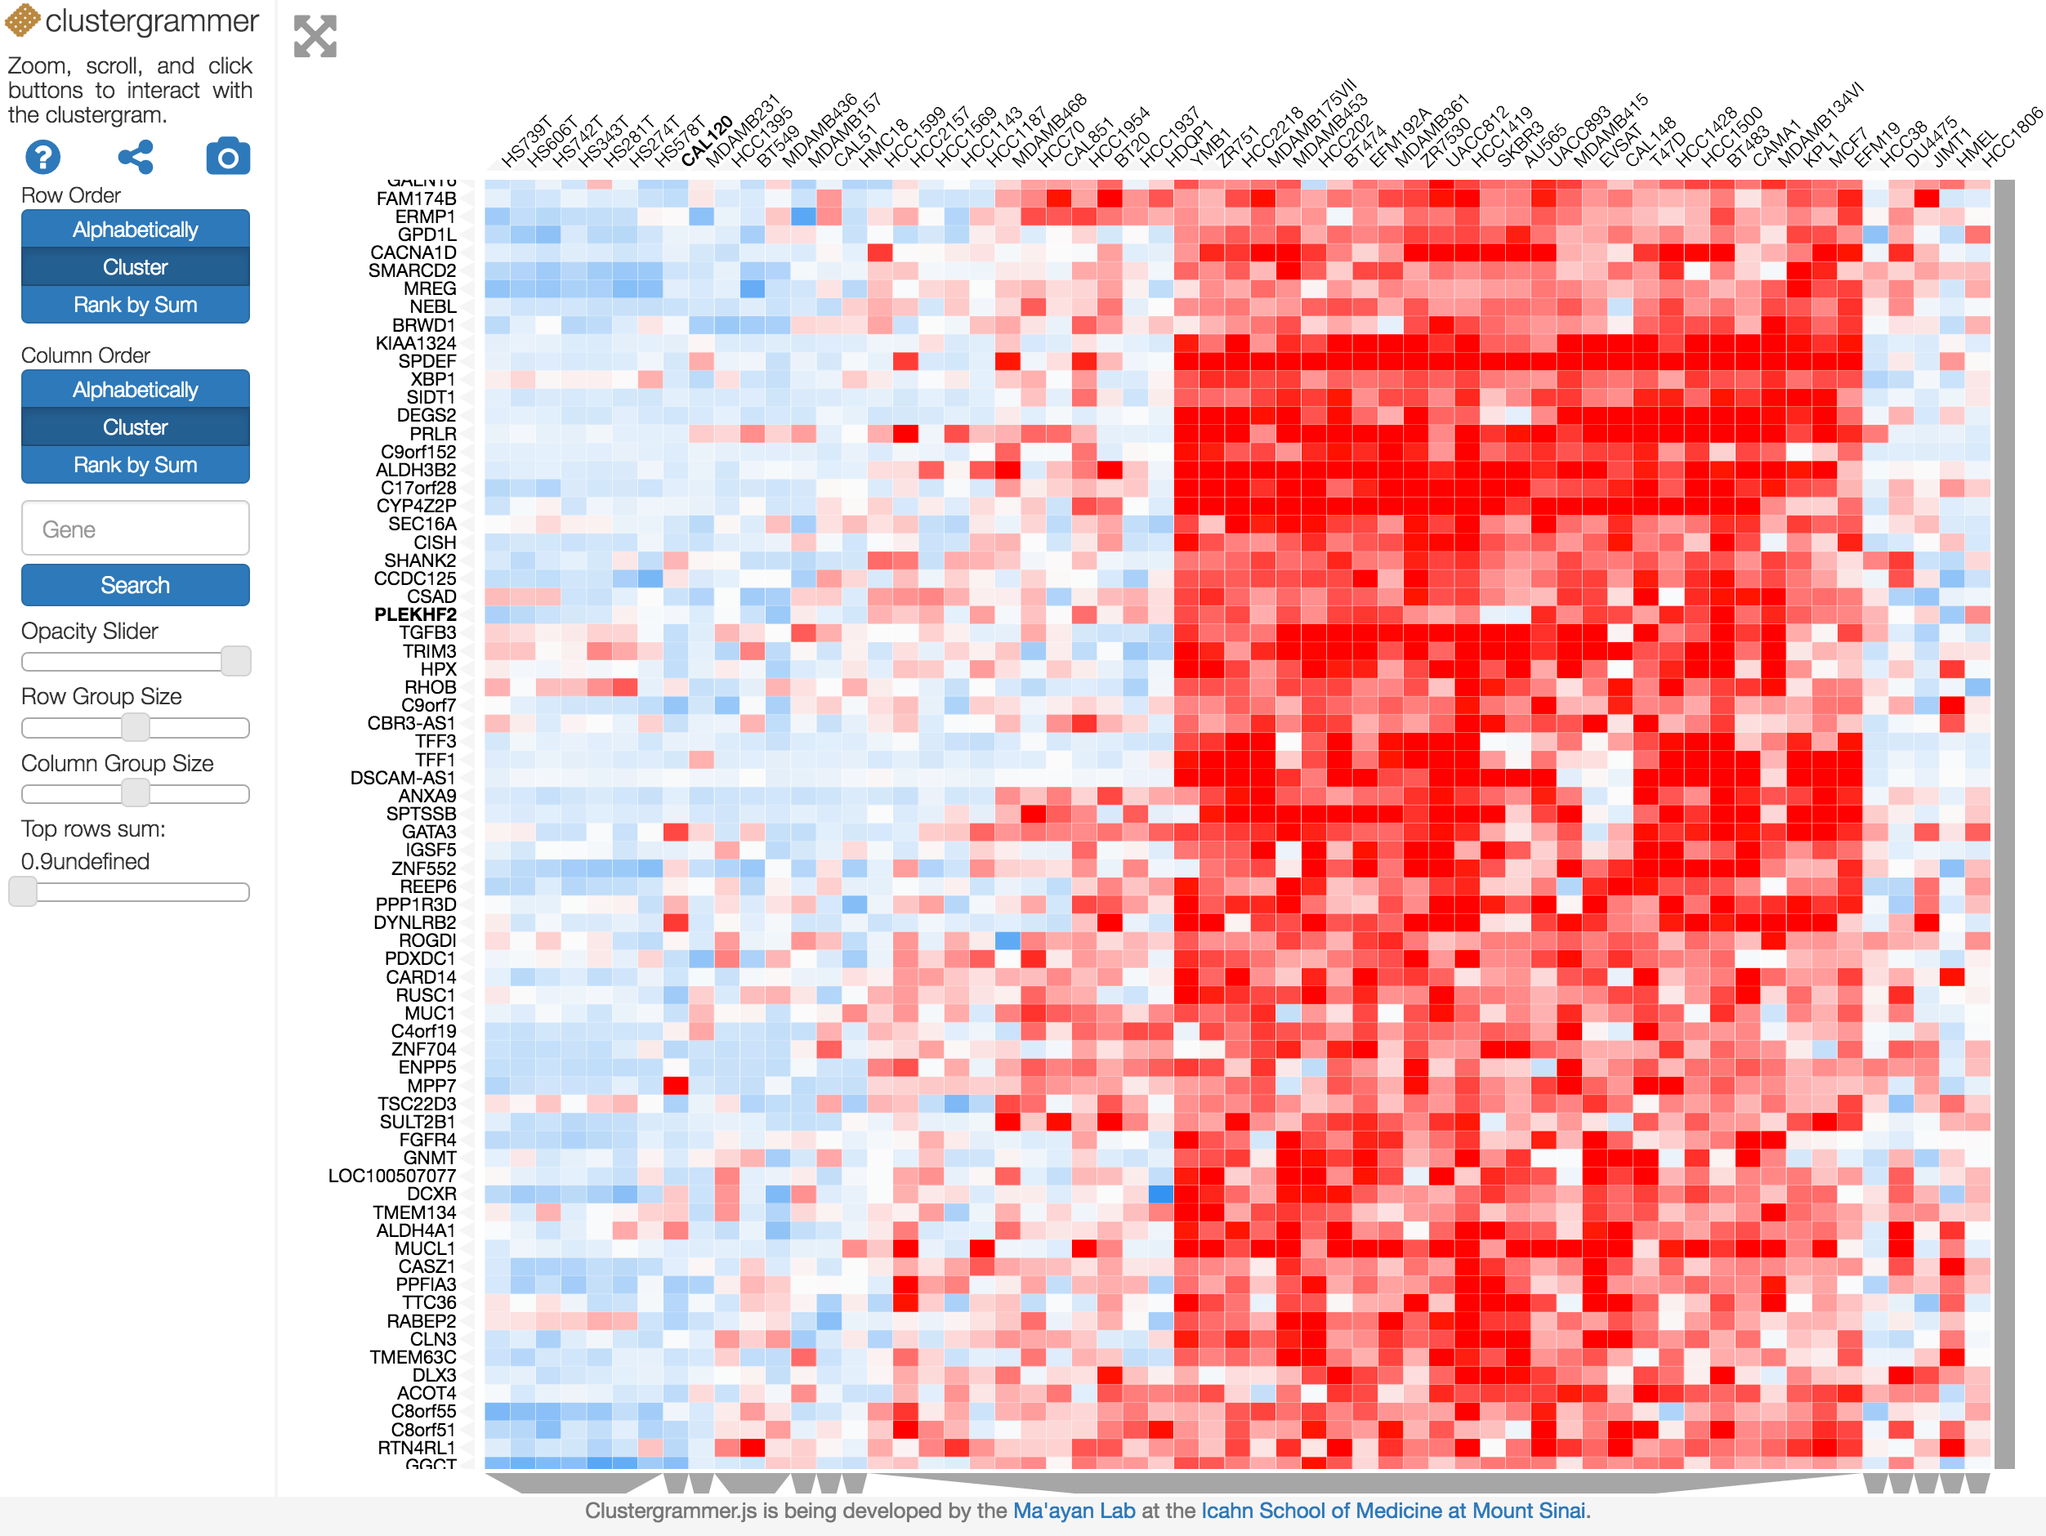 clustergrammer
Zoom, scroll, and click
buttons to interact with
the clustergram.
Row Order
Alphabetically
Cluster
Rank by Sum
Column Order
Alphabetically
Cluster
Rank by Sum
Gene
Search
Opacity Slider
Row Group Size
Column Group Size
Top rows sum:
0.9undefined
HS739T
HS606T
HS742T
HS343T
HS281T
HS274T
HS578T
CAL120
MDAMB231
HCC1395
BT549
MDAMB436
MDAMB157
CAL51
HMC18
HCC1599
HCC2157
HCC1569
HCC1143
HCC1187
MDAMB468
HCC70
CAL851
HCC1954
BT20
HCC1937
HDQP1
YMB1
ZR751
HCC2218
MDAMB175VII
MDAMB453
HCC202
BT474
EFM192A
MDAMB361
ZR7530
UACC812
HCC1419
SKBR3
AU565
UACC893
MDAMB415
EVSAT
CAL148
T47D
HCC1428
HCC1500
BT483
CAMA1
MDAMB134VI
KPL1
MCF7
EFM19
HCC38
DU4475
JIMT1
HMEL
HCC1806
GALNT6
FAM174B
ERMP1
GPD1L
CACNA1D
SMARCD2
MREG
NEBL
BRWD1
KIAA1324
SPDEF
XBP1
SIDT1
DEGS2
PRLR
C9orf152
ALDH3B2
C17orf28
CYP4Z2P
SEC16A
CISH
SHANK2
CCDC125
CSAD
PLEKHF2
TGFB3
TRIM3
HPX
RHOB
C9orf7
CBR3-AS1
TFF3
TFF1
DSCAM-AS1
ANXA9
SPTSSB
GATA3
IGSF5
ZNF552
REEP6
PPP1R3D
DYNLRB2
ROGDI
PDXDC1
CARD14
RUSC1
MUC1
C4orf19
ZNF704
ENPP5
MPP7
TSC22D3
SULT2B1
FGFR4
GNMT
LOC100507077
DCXR
TMEM134
ALDH4A1
MUCL1
CASZ1
PPFIA3
TTC36
RABEP2
CLN3
TMEM63C
DLX3
ACOT4
C8orf55
C8orf51
RTN4RL1
GGCT
Clustergrammer.js is being developed by the Ma'ayan Lab at the Icahn School of Medicine at Mount Sinai.